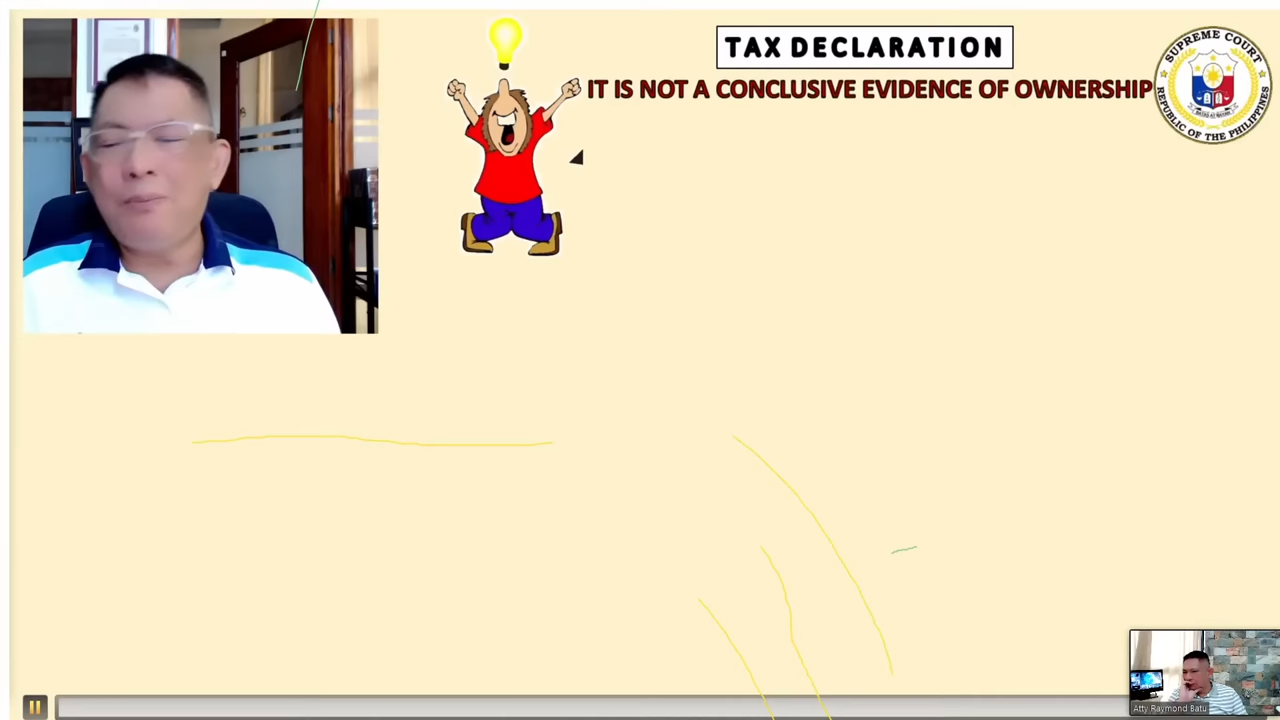 TAX DECLARATION
IT IS NOT A CONCLUSIVE EVIDENCE OF OWNERSHIP
SUPREME COURT
REPUBLIC OF THE PHILIPPINES
Atty Raymond Batu